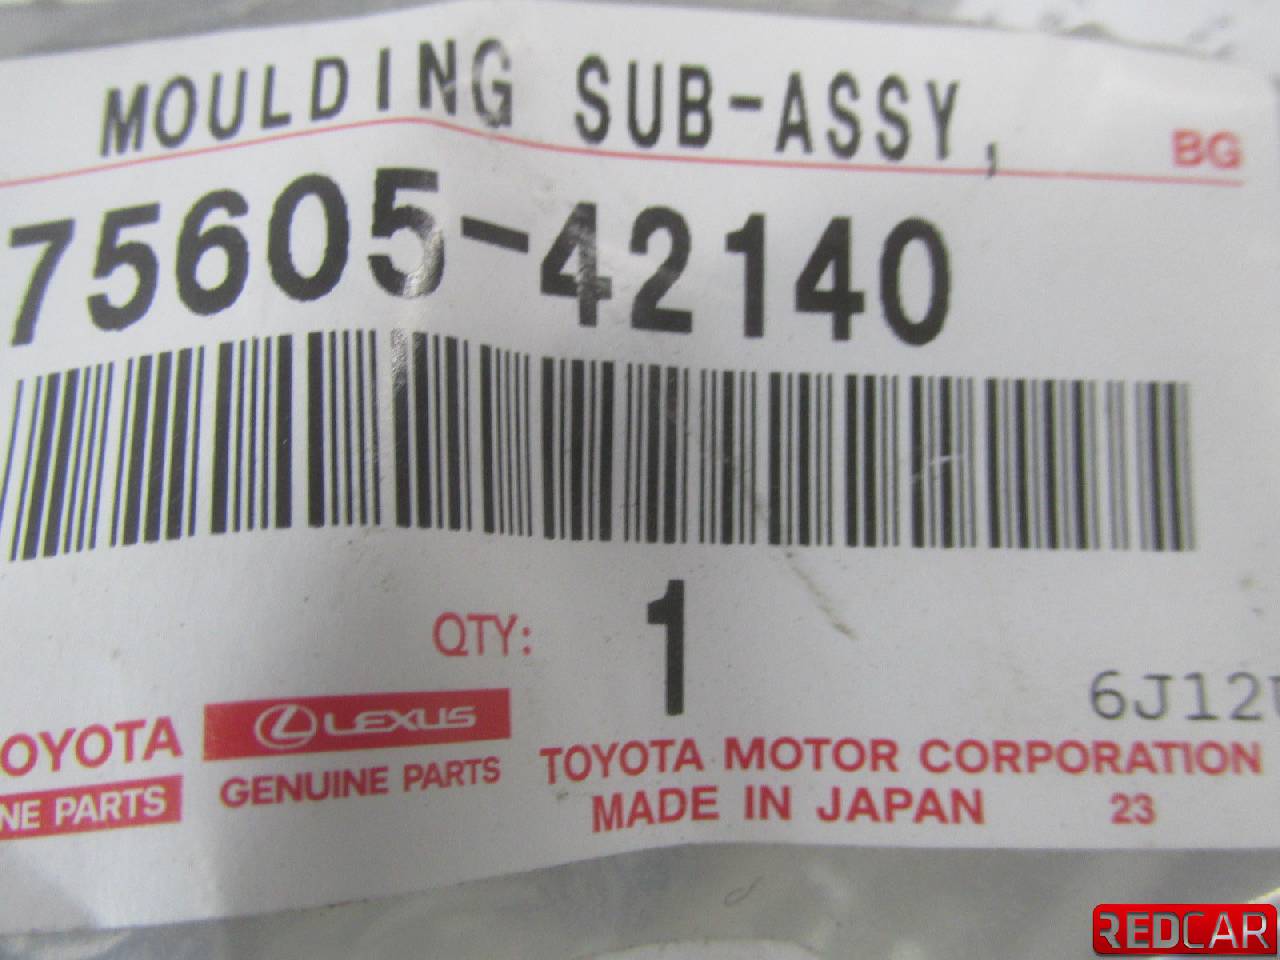 MOULDING SUB-ASSY,
BG
75605-42140
QTY: 1
6J12
OYOTA
NE PARTS
LEXUS
GENUINE PARTS
TOYOTA MOTOR CORPORATION
MADE IN JAPAN 23
REDCAR